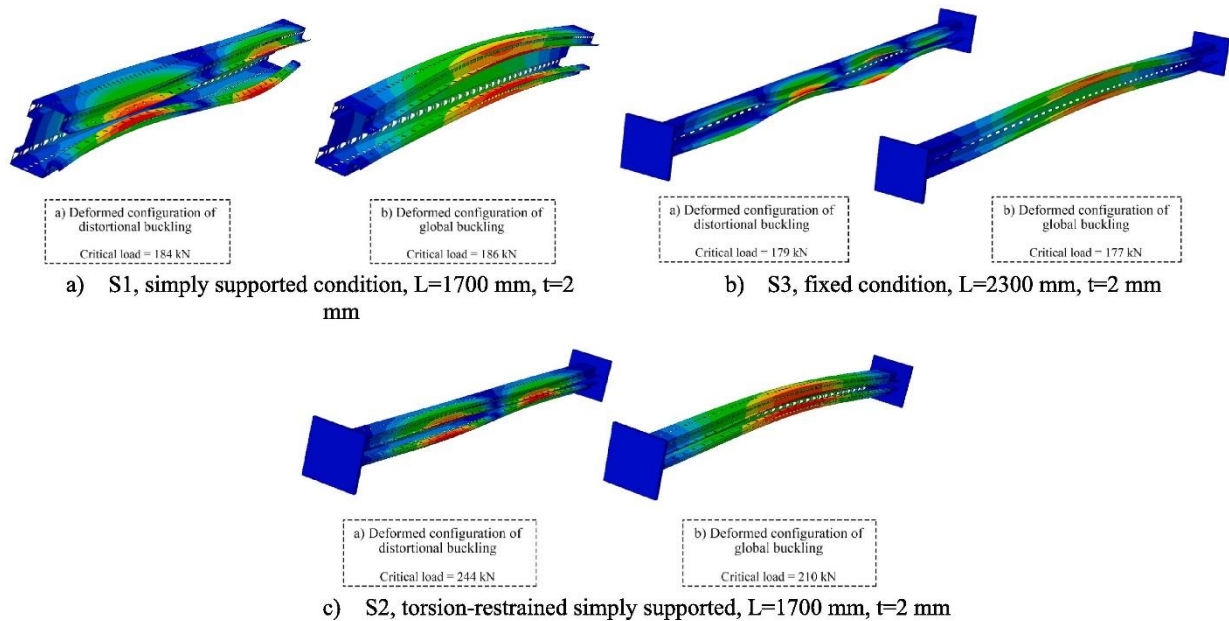 a) Deformed configuration of
distortional buckling
Critical load = 184 kN
b) Deformed configuration of
global buckling
Critical load = 186 kN
a) S1, simply supported condition, L=1700 mm, t=2
mm
a) Deformed configuration of
distortional buckling
Critical load = 179 kN
b) Deformed configuration of
global buckling
Critical load = 177 kN
b) S3, fixed condition, L=2300 mm, t=2 mm
a) Deformed configuration of
distortional buckling
Critical load = 244 kN
b) Deformed configuration of
global buckling
Critical load = 210 kN
c) S2, torsion-restrained simply supported, L=1700 mm, t=2 mm